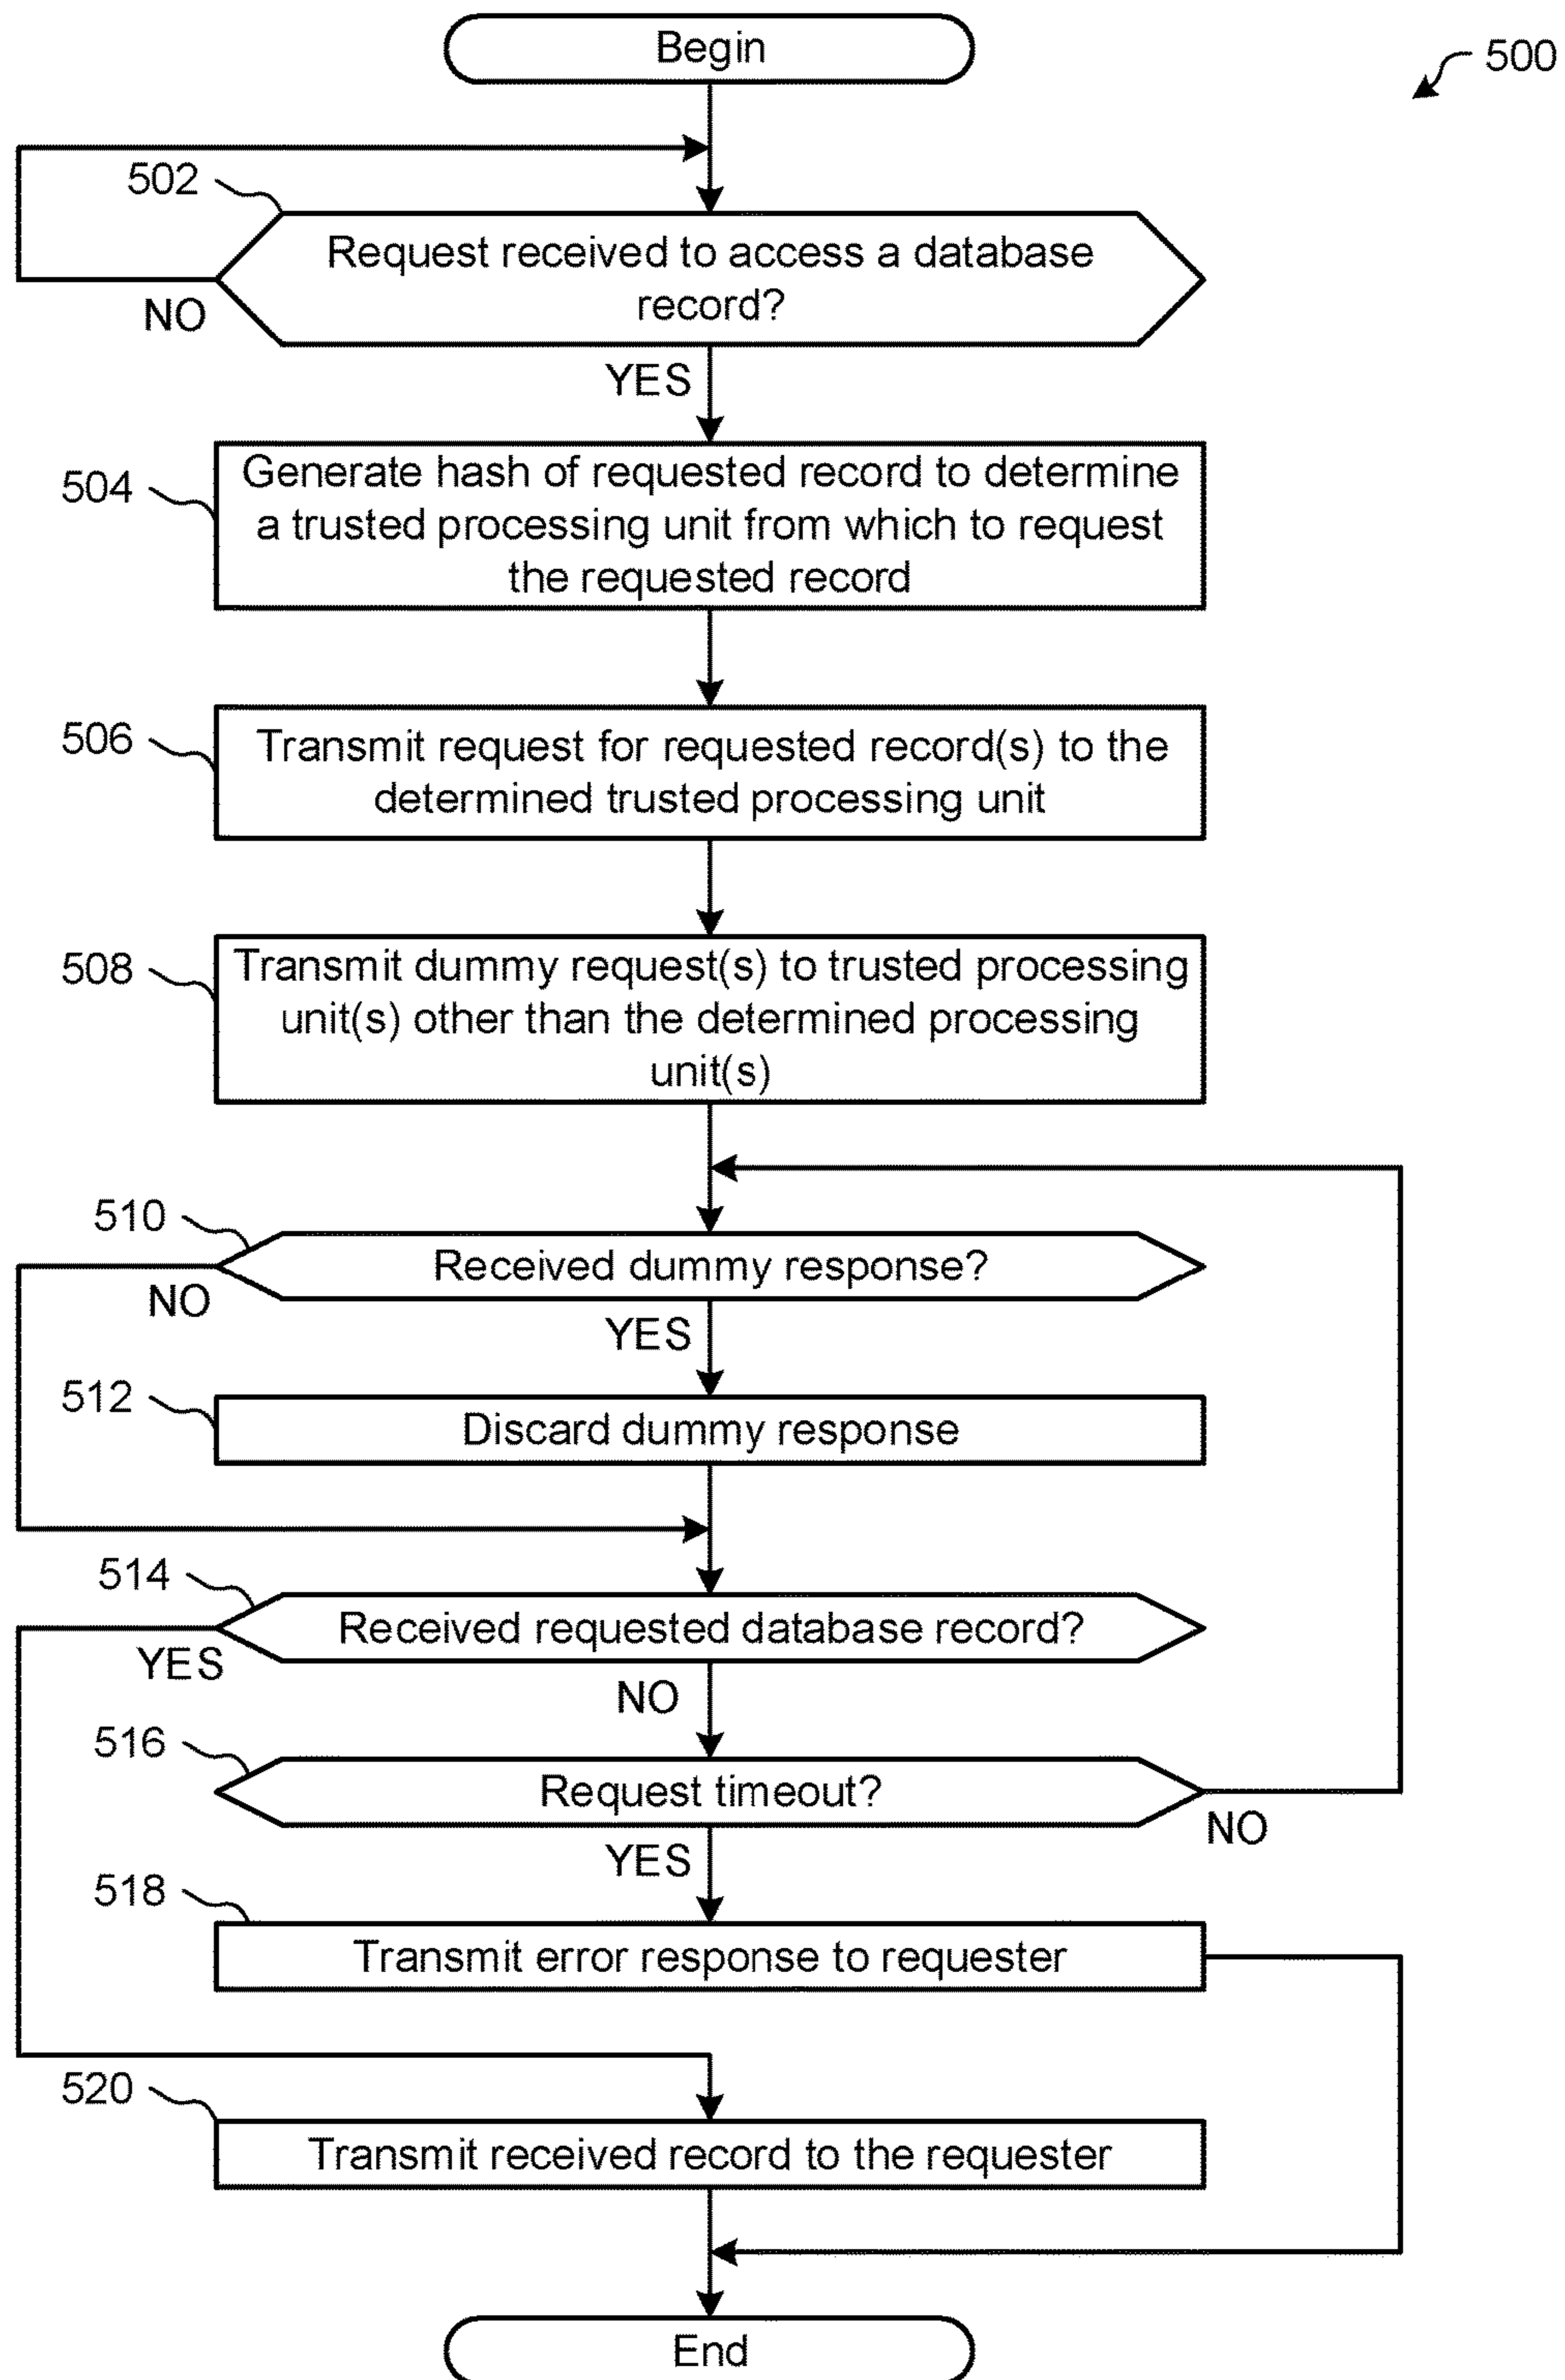 Begin
500
502
Request received to access a database
record?
NO
YES
504
Generate hash of requested record to determine
a trusted processing unit from which to request
the requested record
506
Transmit request for requested record(s) to the
determined trusted processing unit
508
Transmit dummy request(s) to trusted processing
unit(s) other than the determined processing
unit(s)
510
Received dummy response?
NO
YES
512
Discard dummy response
514
Received requested database record?
YES
NO
516
Request timeout?
NO
YES
518
Transmit error response to requester
520
Transmit received record to the requester
End